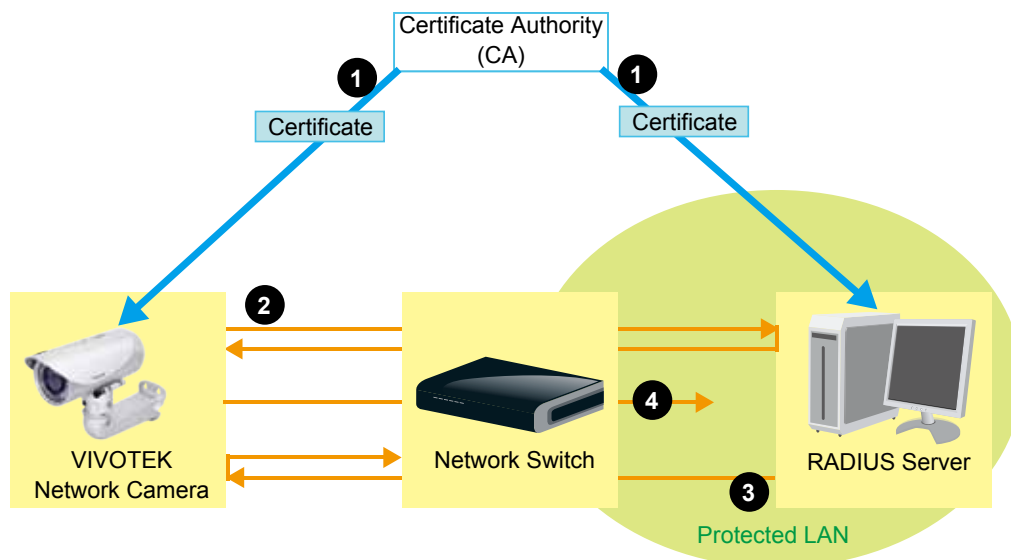 Certificate Authority
(CA)
1
1
Certificate
Certificate
2
4
VIVOTEK
Network Camera
Network Switch
RADIUS Server
3
Protected LAN